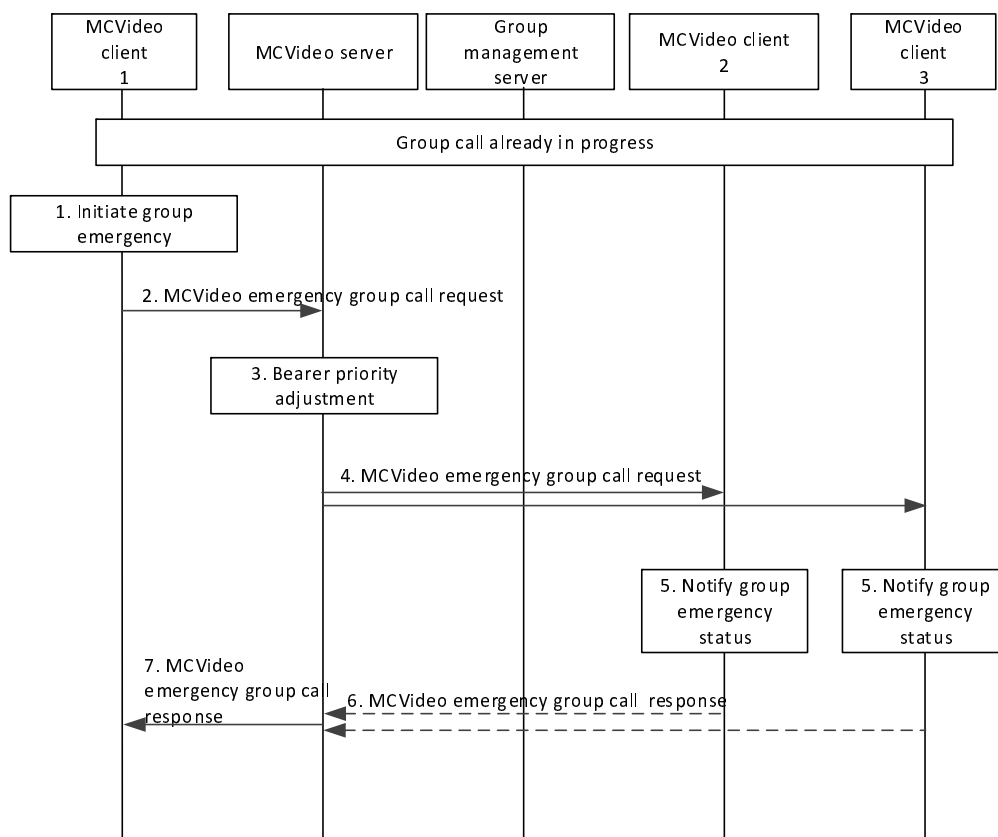 MCVideo
client
1
MCVideo server
Group
management
server
MCVideo client
2
MCVideo
client
3
Group call already in progress
1. Initiate group
emergency
2. MCVideo emergency group call request
3. Bearer priority
adjustment
4. MCVideo emergency group call request
5. Notify group
emergency
status
5. Notify group
emergency
status
7. MCVideo
emergency group call
response
6. MCVideo emergency group call response